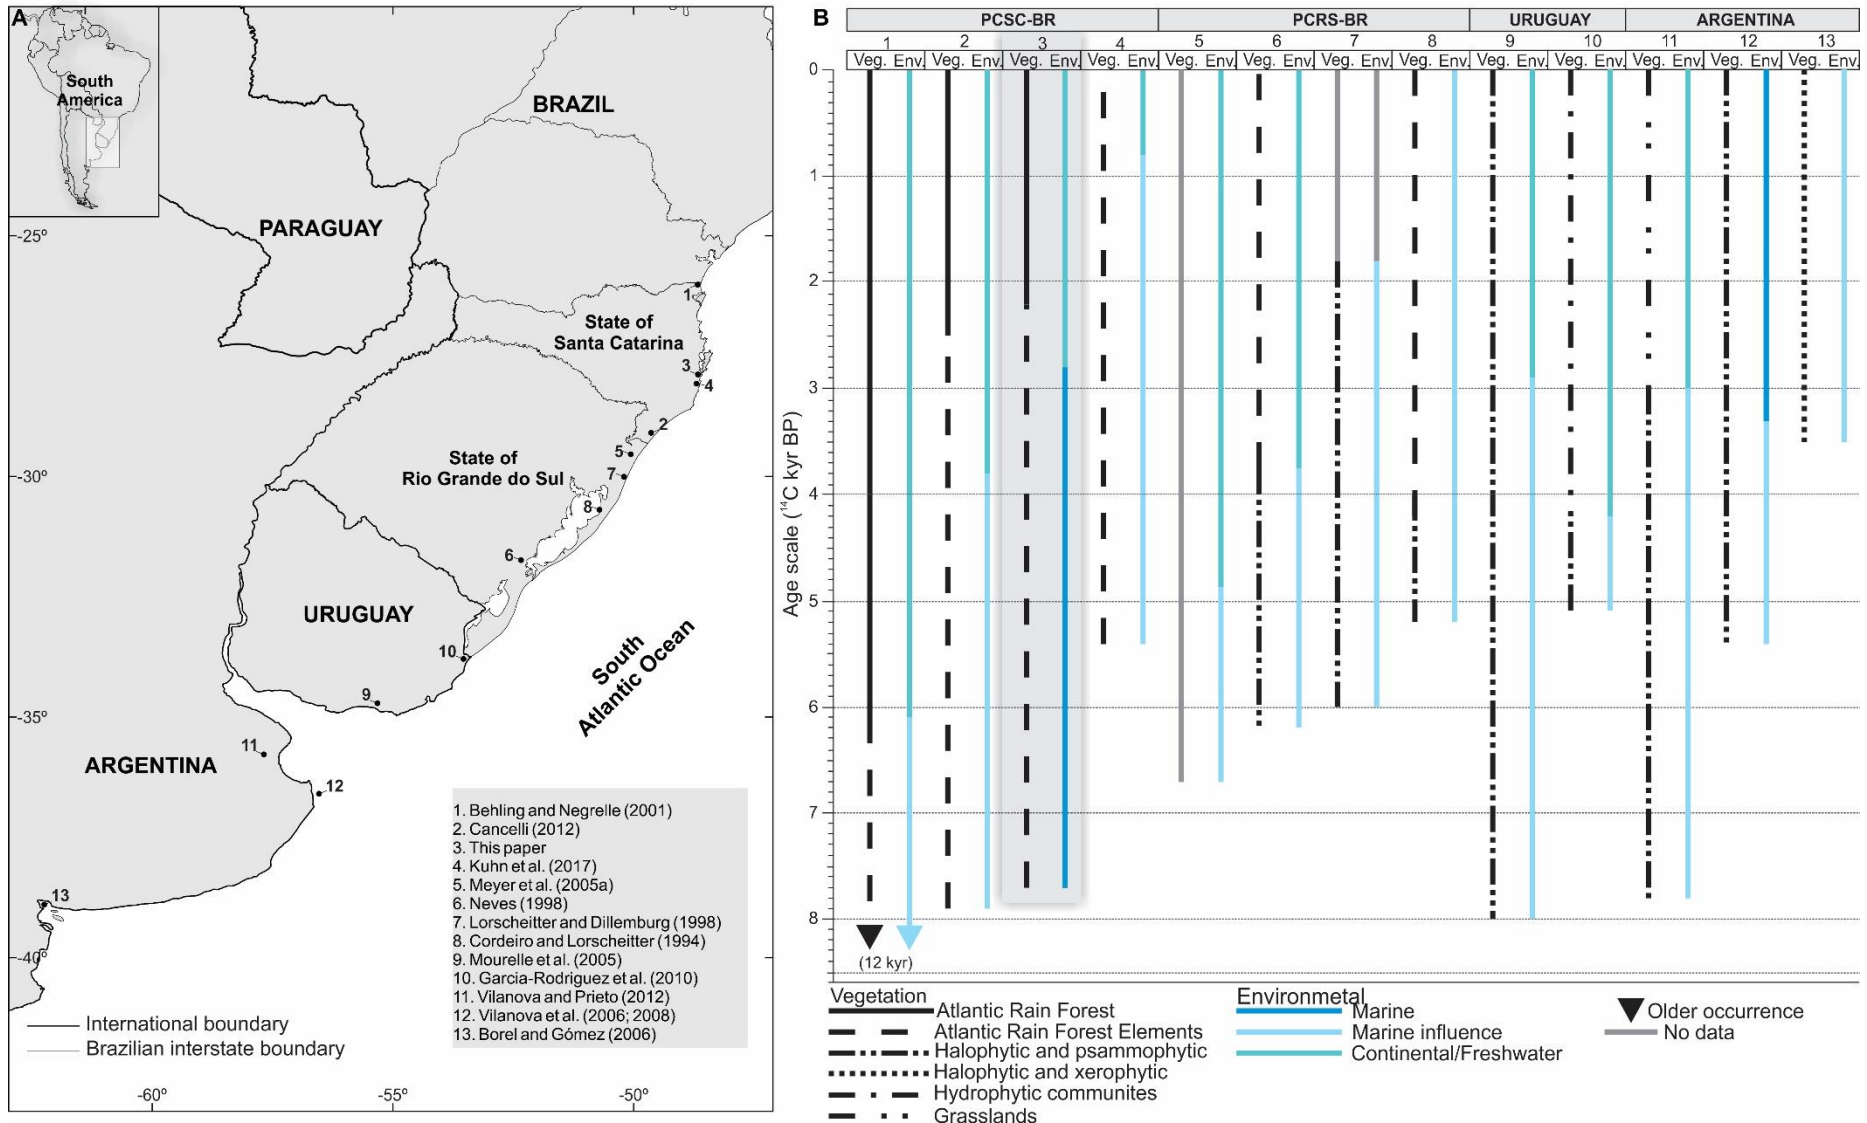 A
South
America
BRAZIL
PARAGUAY
-25º
1
State of
Santa Catarina
3
4
2
5
State of
Rio Grande do Sul
7
-30º
8
6
URUGUAY
10
South
Atlantic Ocean
9
-35º
11
ARGENTINA
12
13
-40º
1. Behling and Negrelle (2001)
2. Cancelli (2012)
3. This paper
4. Kuhn et al. (2017)
5. Meyer et al. (2005a)
6. Neves (1998)
7. Lorscheitter and Dillemburg (1998)
8. Cordeiro and Lorscheitter (1994)
9. Mourelle et al. (2005)
10. Garcia-Rodriguez et al. (2010)
11. Vilanova and Prieto (2012)
12. Vilanova et al. (2006; 2008)
13. Borel and Gómez (2006)
International boundary
Brazilian interstate boundary
-60º -55º -50º
B
PCSC-BR PCRS-BR URUGUAY ARGENTINA
1 2 3 4 5 6 7 8 9 10 11 12 13
Veg. Env. Veg. Env. Veg. Env. Veg. Env. Veg. Env. Veg. Env. Veg. Env. Veg. Env. Veg. Env. Veg. Env. Veg. Env. Veg. Env. Veg. Env.
0
1
2
3
4
5
6
7
8
Age scale (¹⁴C kyr BP)
(12 kyr)
Vegetation
Atlantic Rain Forest
Atlantic Rain Forest Elements
Halophytic and psammophytic
Halophytic and xerophytic
Hydrophytic communites
Grasslands
Environmetal
Marine
Marine influence
Continental/Freshwater
Older occurrence
No data